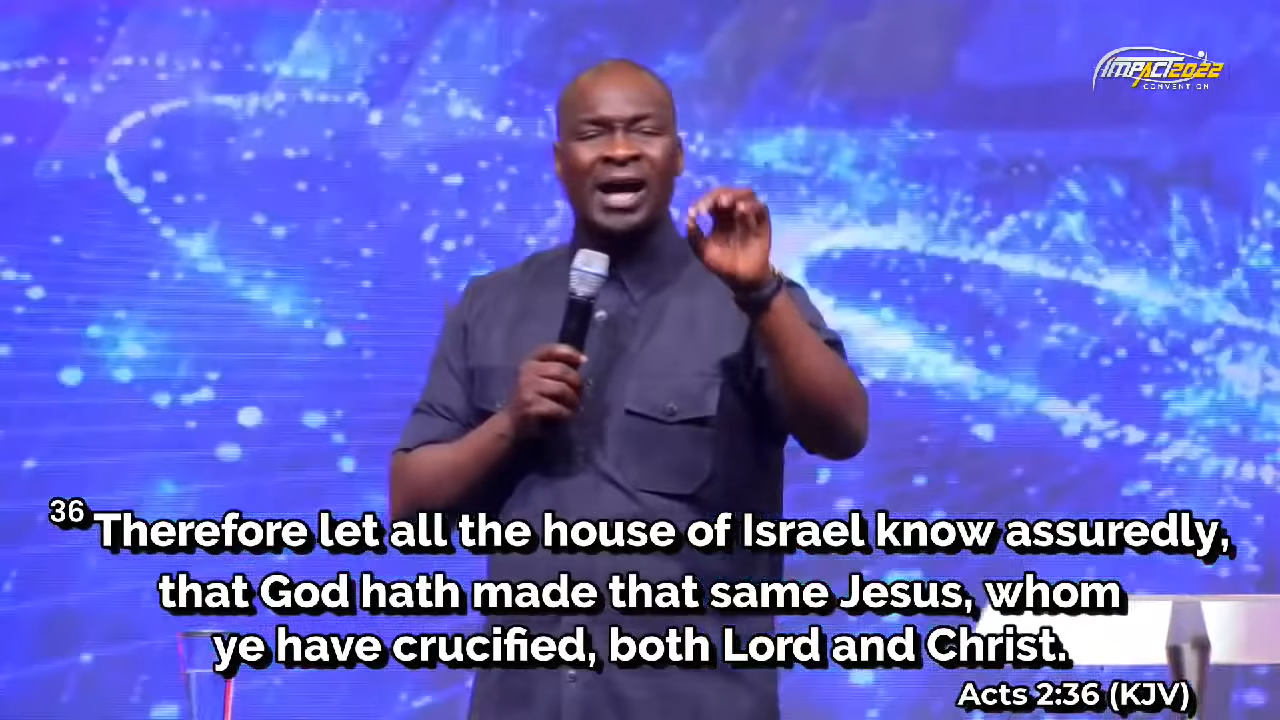 IMPACT2022
CONVENTION
36 Therefore let all the house of Israel know assuredly,
that God hath made that same Jesus, whom
ye have crucified, both Lord and Christ.
Acts 2:36 (KJV)